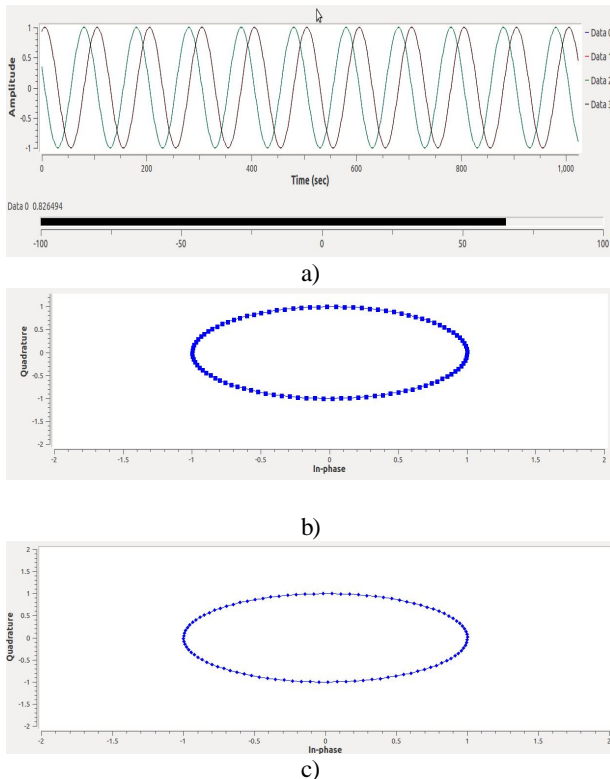 1
0.5
0
-0.5
-1
Amplitude
0 200 400 600 800 1,000
Time (sec)
Data 0
Data 1
Data 2
Data 3
Data 0 0.826494
-100 -50 0 50 100
a)
Quadrature
1
0.5
0
-0.5
-1
-1.5
-2
-2 -1.5 -1 -0.5 0 0.5 1 1.5 2
In-phase
b)
Quadrature
2
1.5
1
0.5
0
-0.5
-1
-1.5
-2
-2 -1.5 -1 -0.5 0 0.5 1 1.5 2
In-phase
c)